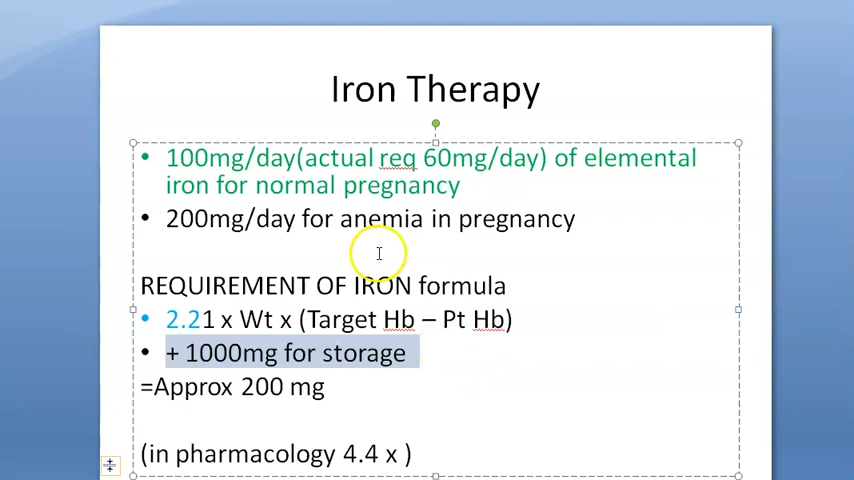 Iron Therapy
• 100mg/day(actual req 60mg/day) of elemental
iron for normal pregnancy
• 200mg/day for anemia in pregnancy
REQUIREMENT OF IRON formula
• 2.21 x Wt x (Target Hb – Pt Hb)
• + 1000mg for storage
=Approx 200 mg
(in pharmacology 4.4 x )